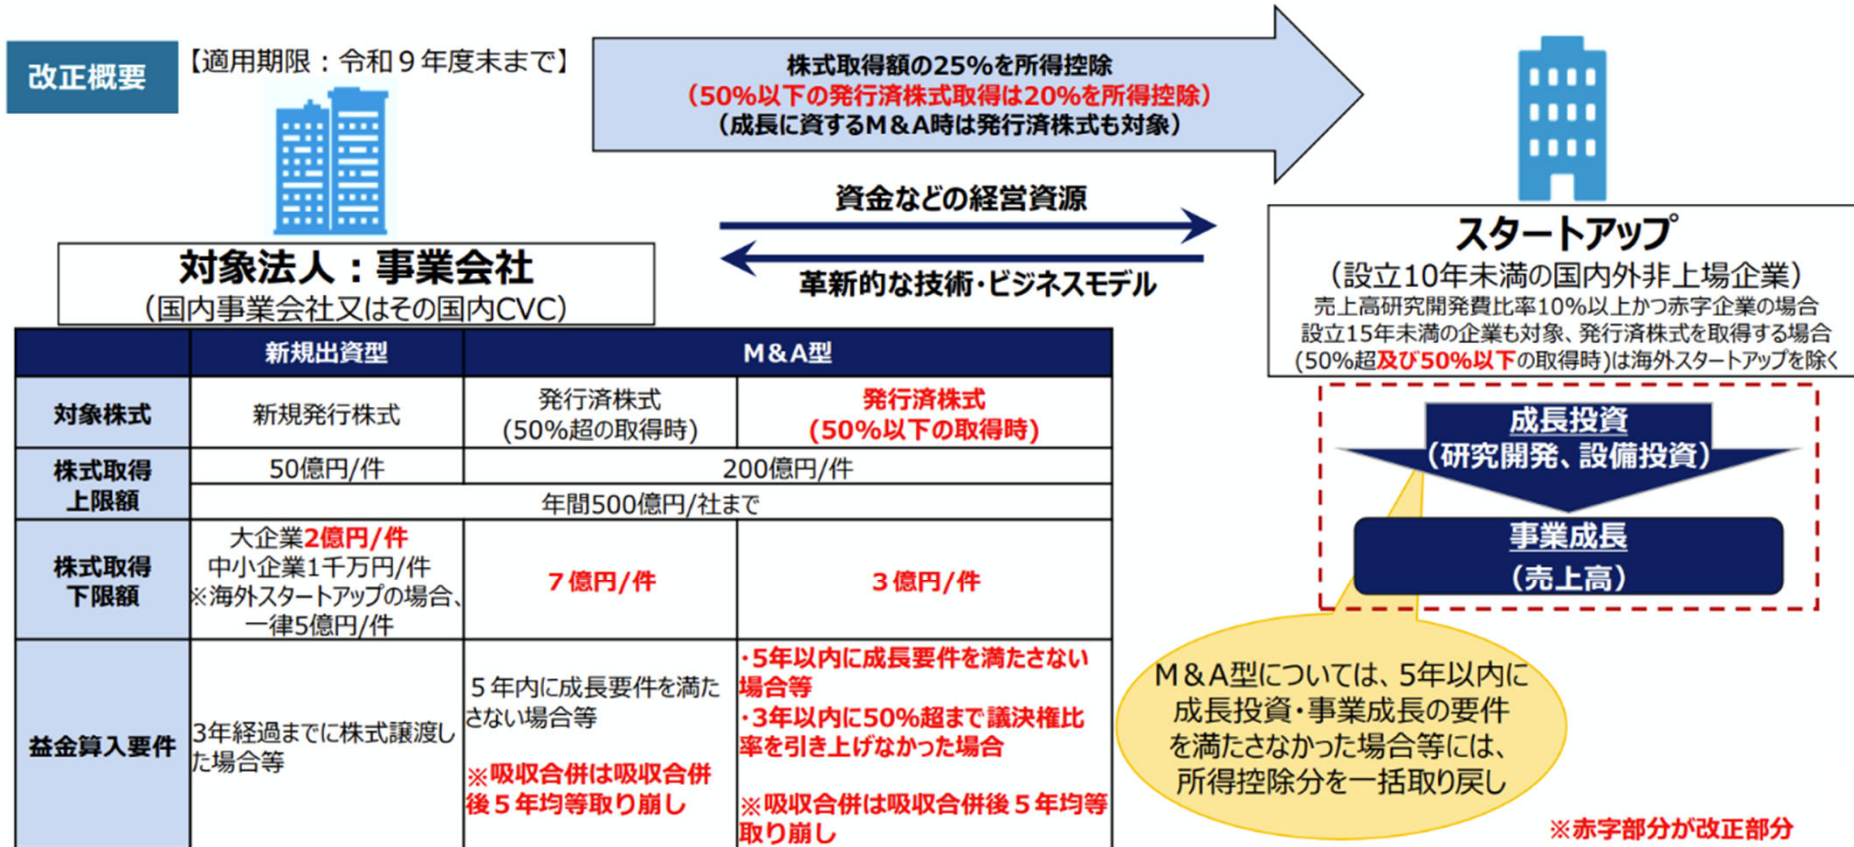 改正概要
【適用期限：令和９年度末まで】
株式取得額の25%を所得控除
（50%以下の発行済株式取得は20%を所得控除）
（成長に資するM＆A時は発行済株式も対象）
資金などの経営資源
革新的な技術･ビジネスモデル
対象法人：事業会社
（国内事業会社又はその国内CVC）
スタートアップ
（設立10年未満の国内外非上場企業）
売上高研究開発費比率10%以上かつ赤字企業の場合
設立15年未満の企業も対象、発行済株式を取得する場合
(50%超及び50%以下の取得時)は海外スタートアップを除く
新規出資型
M＆A型
対象株式
新規発行株式
発行済株式
(50%超の取得時)
発行済株式
(50%以下の取得時)
株式取得
上限額
50億円/件
200億円/件
年間500億円/社まで
株式取得
下限額
大企業2億円/件
中小企業1千万円/件
※海外スタートアップの場合、
一律5億円/件
７億円/件
３億円/件
益金算入要件
3年経過までに株式譲渡し
た場合等
５年内に成長要件を満た
さない場合等
※吸収合併は吸収合併
後５年均等取り崩し
･5年以内に成長要件を満たさない
場合等
･3年以内に50%超まで議決権比
率を引き上げなかった場合
※吸収合併は吸収合併後５年均等
取り崩し
成長投資
（研究開発、設備投資）
事業成長
（売上高）
M＆A型については、5年以内に
成長投資･事業成長の要件
を満たさなかった場合等には、
所得控除分を一括取り戻し
※赤字部分が改正部分